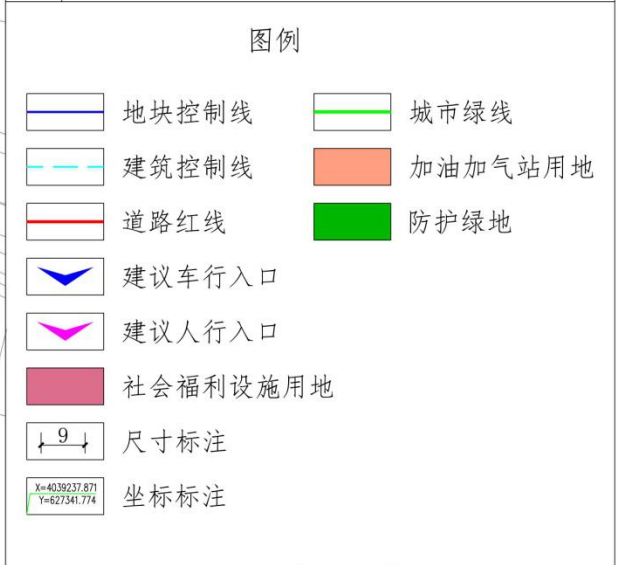 图例
地块控制线
城市绿线
建筑控制线
加油加气站用地
道路红线
防护绿地
建议车行入口
建议人行入口
社会福利设施用地
9
尺寸标注
X=4039237.871
Y=627341.774
坐标标注